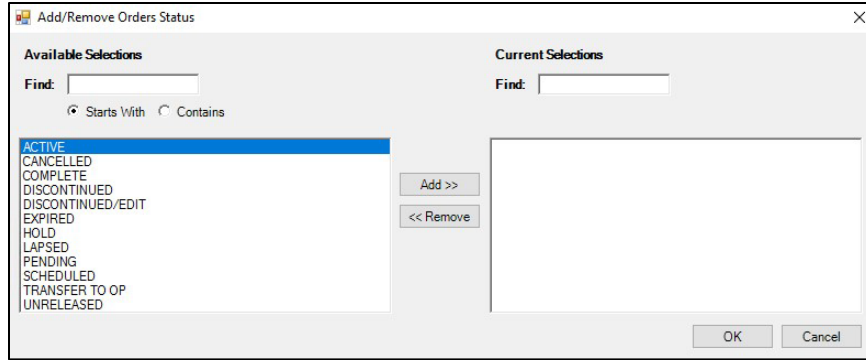 Add/Remove Orders Status
Available Selections
Current Selections
Find:
Find:
Starts With Contains
ACTIVE
CANCELLED
COMPLETE
DISCONTINUED
DISCONTINUED/EDIT
EXPIRED
HOLD
LAPSED
PENDING
SCHEDULED
TRANSFER TO OP
UNRELEASED
Add >>
<< Remove
OK Cancel